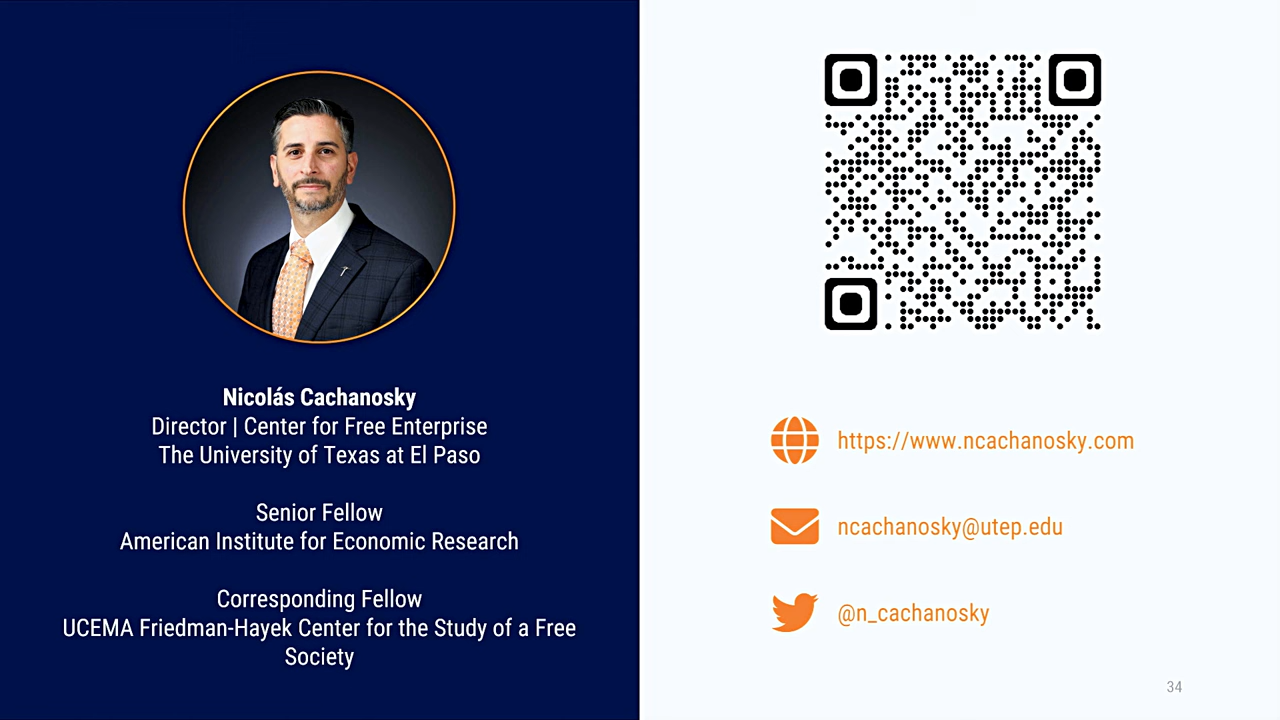 Nicolás Cachanosky
Director | Center for Free Enterprise
The University of Texas at El Paso
Senior Fellow
American Institute for Economic Research
Corresponding Fellow
UCEMA Friedman-Hayek Center for the Study of a Free
Society
https://www.ncachanosky.com
ncachanosky@utep.edu
@n_cachanosky
34